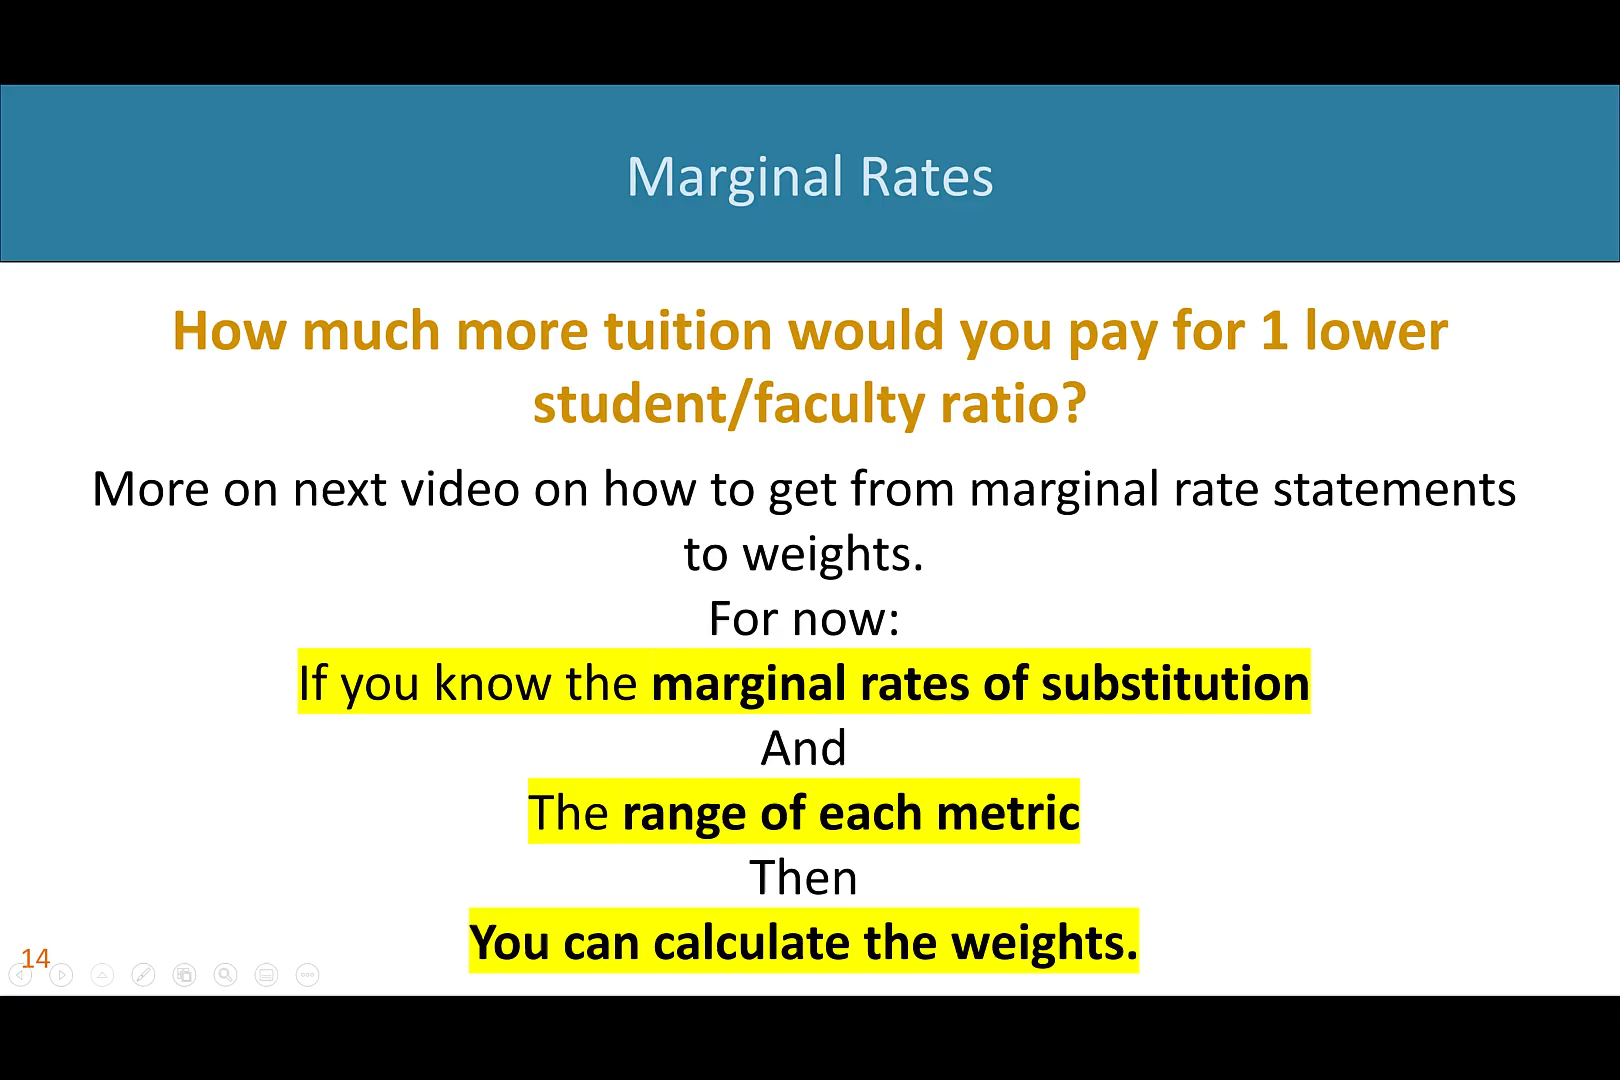 Marginal Rates
How much more tuition would you pay for 1 lower
student/faculty ratio?
More on next video on how to get from marginal rate statements
to weights.
For now:
If you know the marginal rates of substitution
And
The range of each metric
Then
You can calculate the weights.
14